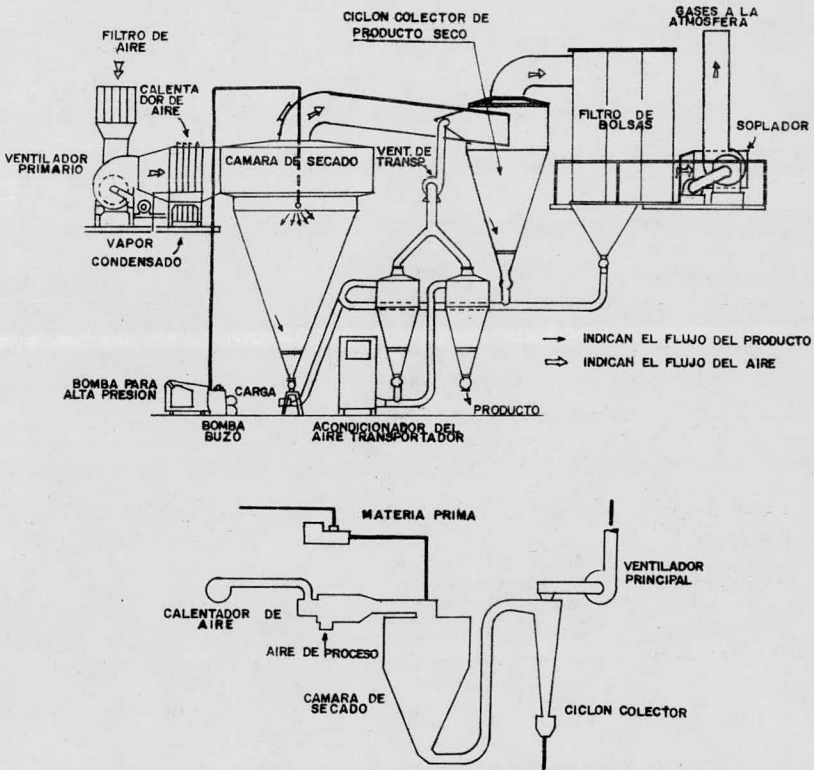 CICLON COLECTOR DE
PRODUCTO SECO
GASES A LA
ATMOSFERA
FILTRO DE
AIRE
CALENTA
DOR DE
AIRE
VENTILADOR
PRIMARIO
CAMARA DE SECADO
VENT. DE
TRANSP.
FILTRO DE
BOLSAS
SOPLADOR
VAPOR
CONDENSADO
INDICAN EL FLUJO DEL PRODUCTO
INDICAN EL FLUJO DEL AIRE
BOMBA PARA
ALTA PRESION
CARGA
BOMBA
BUZO
ACONDICIONADOR DEL
AIRE TRANSPORTADOR
PRODUCTO
MATERIA PRIMA
VENTILADOR
PRINCIPAL
CALENTADOR DE
AIRE
AIRE DE PROCESO
CAMARA DE
SECADO
CICLON COLECTOR